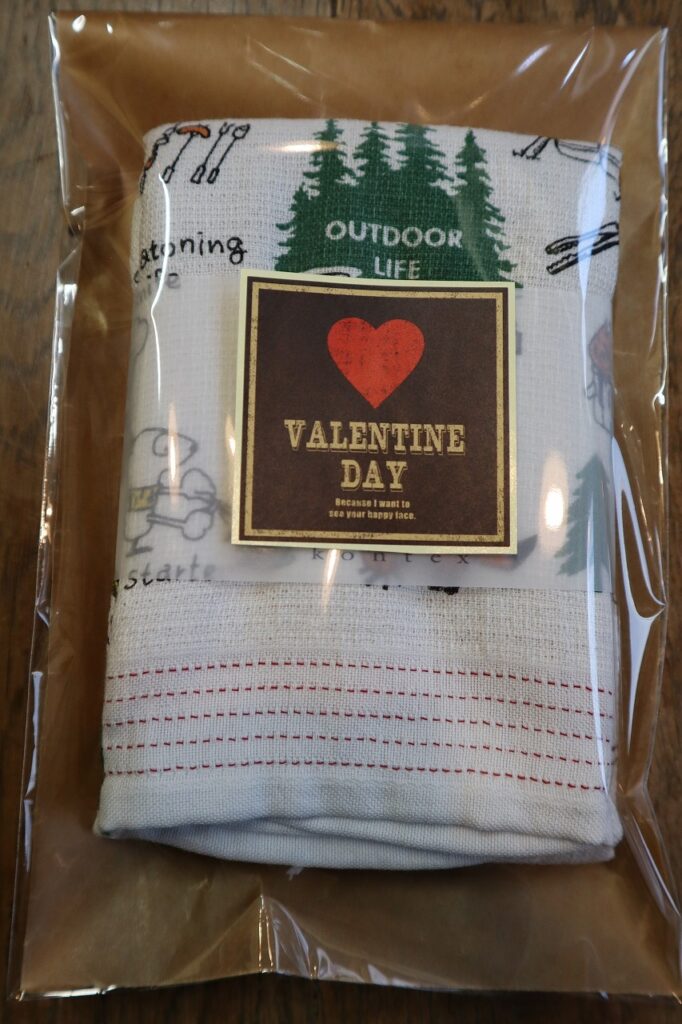 OUTDOOR
LIFE
VALENTINE
DAY
Because I want to
see your happy face.
kontex